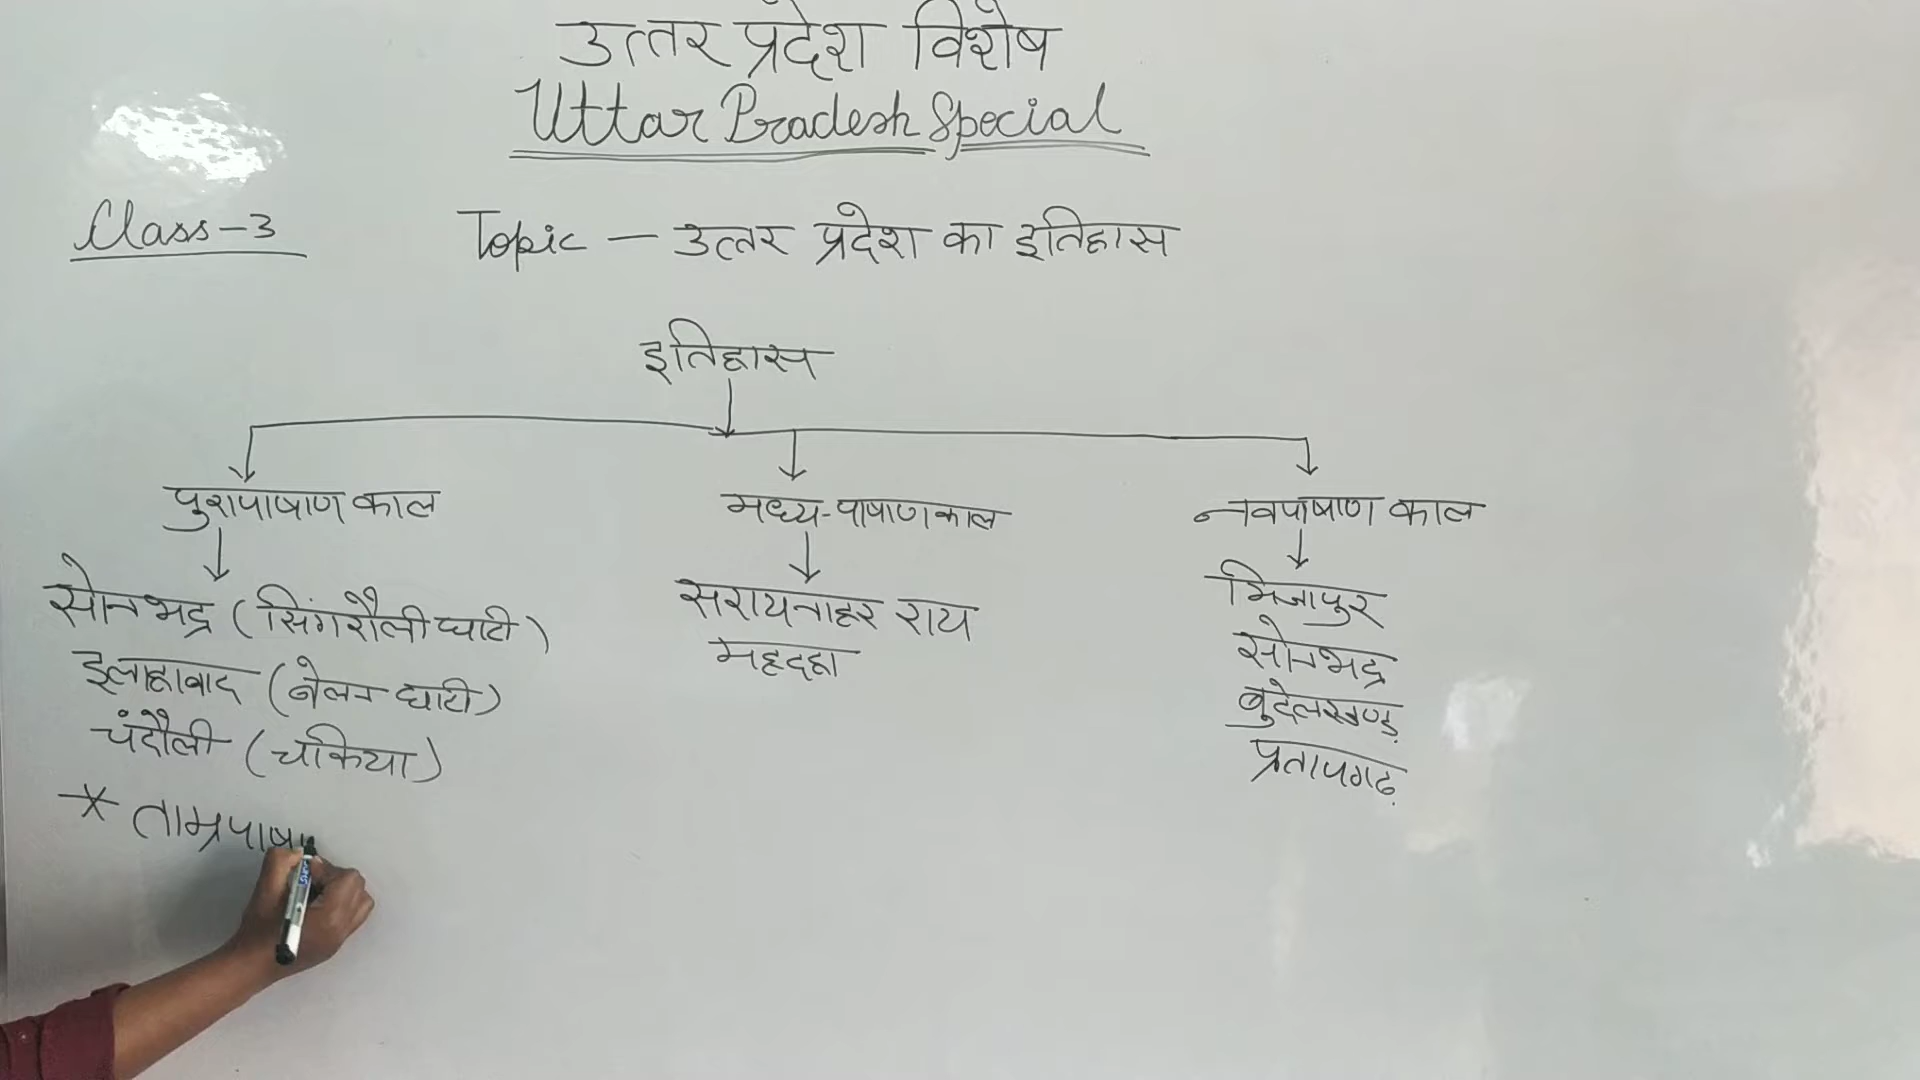 उत्तर प्रदेश विशेष
Uttar Pradesh Special
Class-3
Topic — उत्तर प्रदेश का इतिहास
इतिहास
पुरापाषाण काल
मध्य-पाषाणकाल
नवपाषाण काल
सोनभद्र (सिंगरौली घाटी)
इलाहाबाद (बेलन घाटी)
चंदौली (चकिया)
सरायनाहर राय
महदहा
मिर्जापुर
सोनभद्र
बुदेलखण्ड़
प्रतापगढ़
* ताम्रपाषा